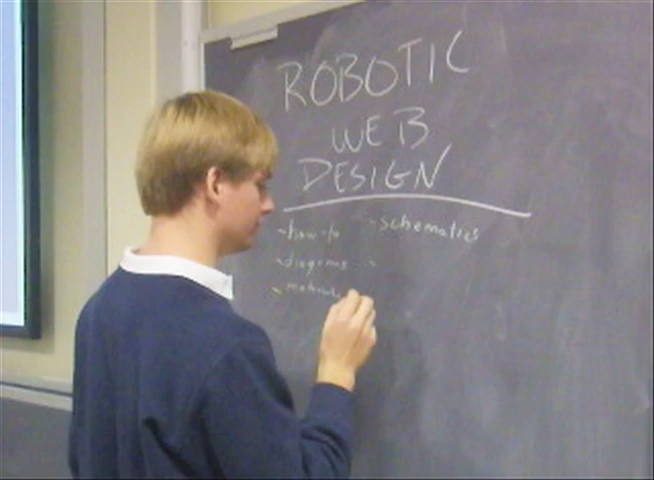 ROBOTIC
WEB
DESIGN
- how-to - schematics
- diagrams -
-